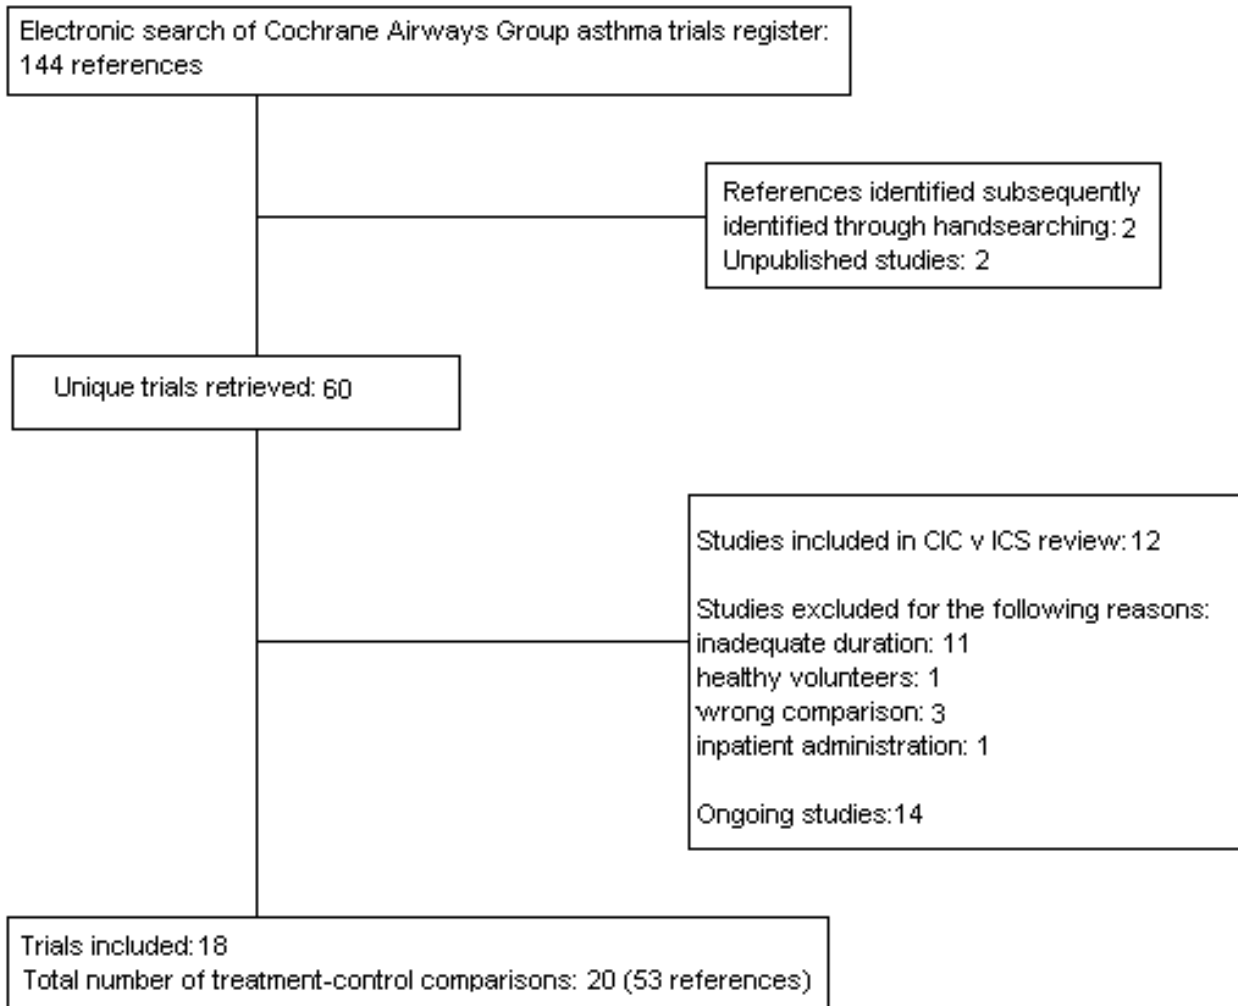 Electronic search of Cochrane Airways Group asthma trials register:
144 references
References identified subsequently
identified through handsearching: 2
Unpublished studies: 2
Unique trials retrieved: 60
Studies included in CIC v ICS review: 12
Studies excluded for the following reasons:
inadequate duration: 11
healthy volunteers: 1
wrong comparison: 3
inpatient administration: 1
Ongoing studies:14
Trials included: 18
Total number of treatment-control comparisons: 20 (53 references)